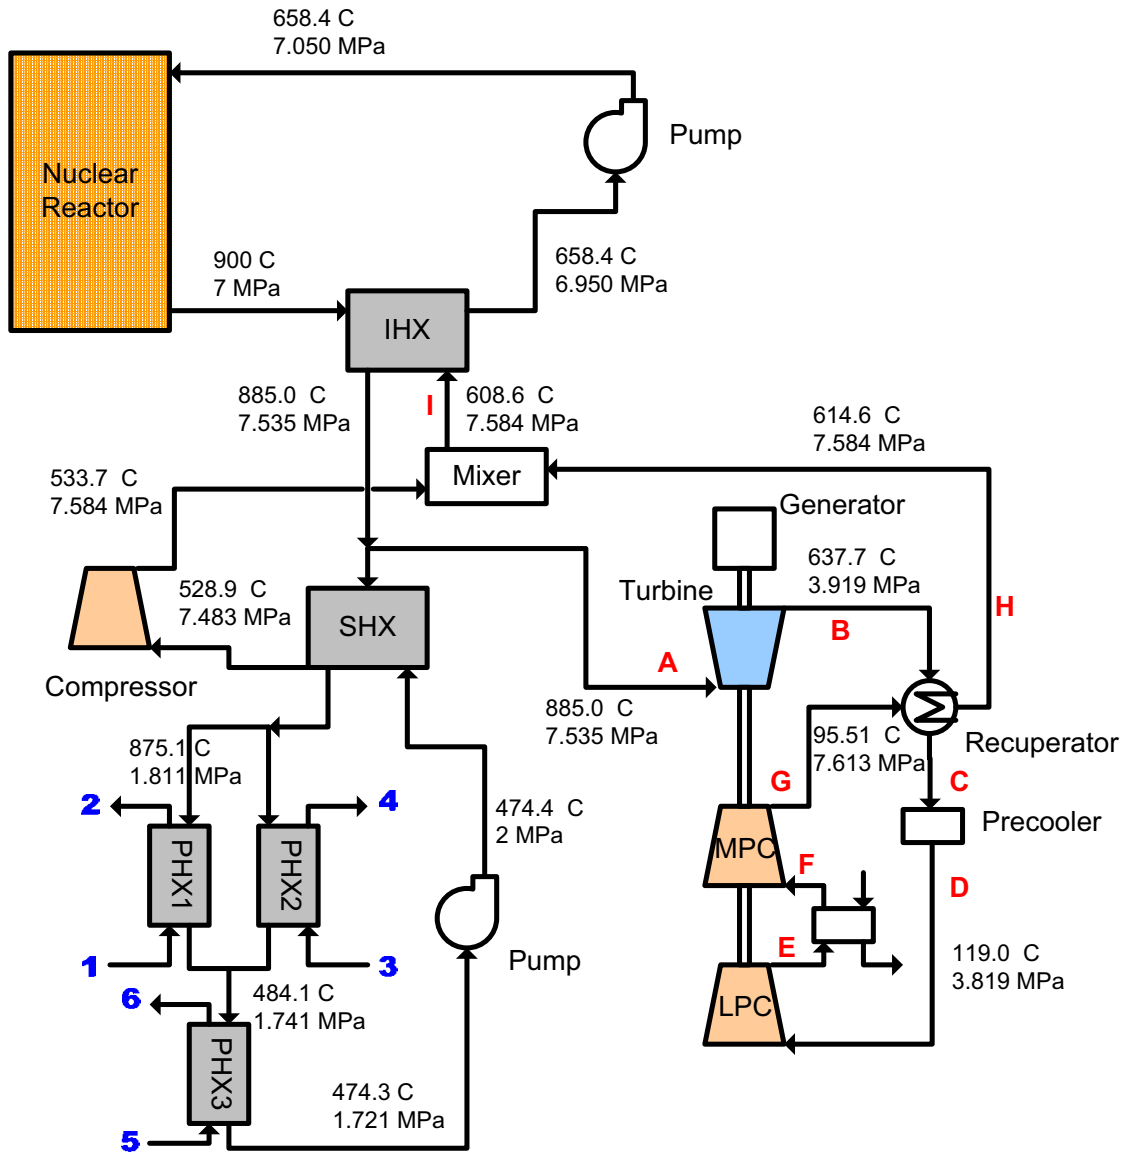 658.4 C
7.050 MPa
Pump
Nuclear
Reactor
900 C
7 MPa
658.4 C
6.950 MPa
IHX
885.0 C
7.535 MPa
I
608.6 C
7.584 MPa
614.6 C
7.584 MPa
533.7 C
7.584 MPa
Mixer
Generator
637.7 C
3.919 MPa
528.9 C
7.483 MPa
Turbine
H
B
SHX
A
Compressor
885.0 C
7.535 MPa
95.51 C
7.613 MPa
Recuperator
875.1 C
1.811 MPa
G
C
2
4
474.4 C
2 MPa
Precooler
PHX1
PHX2
MPC
F
D
1
3
Pump
E
119.0 C
3.819 MPa
6
484.1 C
1.741 MPa
LPC
PHX3
474.3 C
1.721 MPa
5